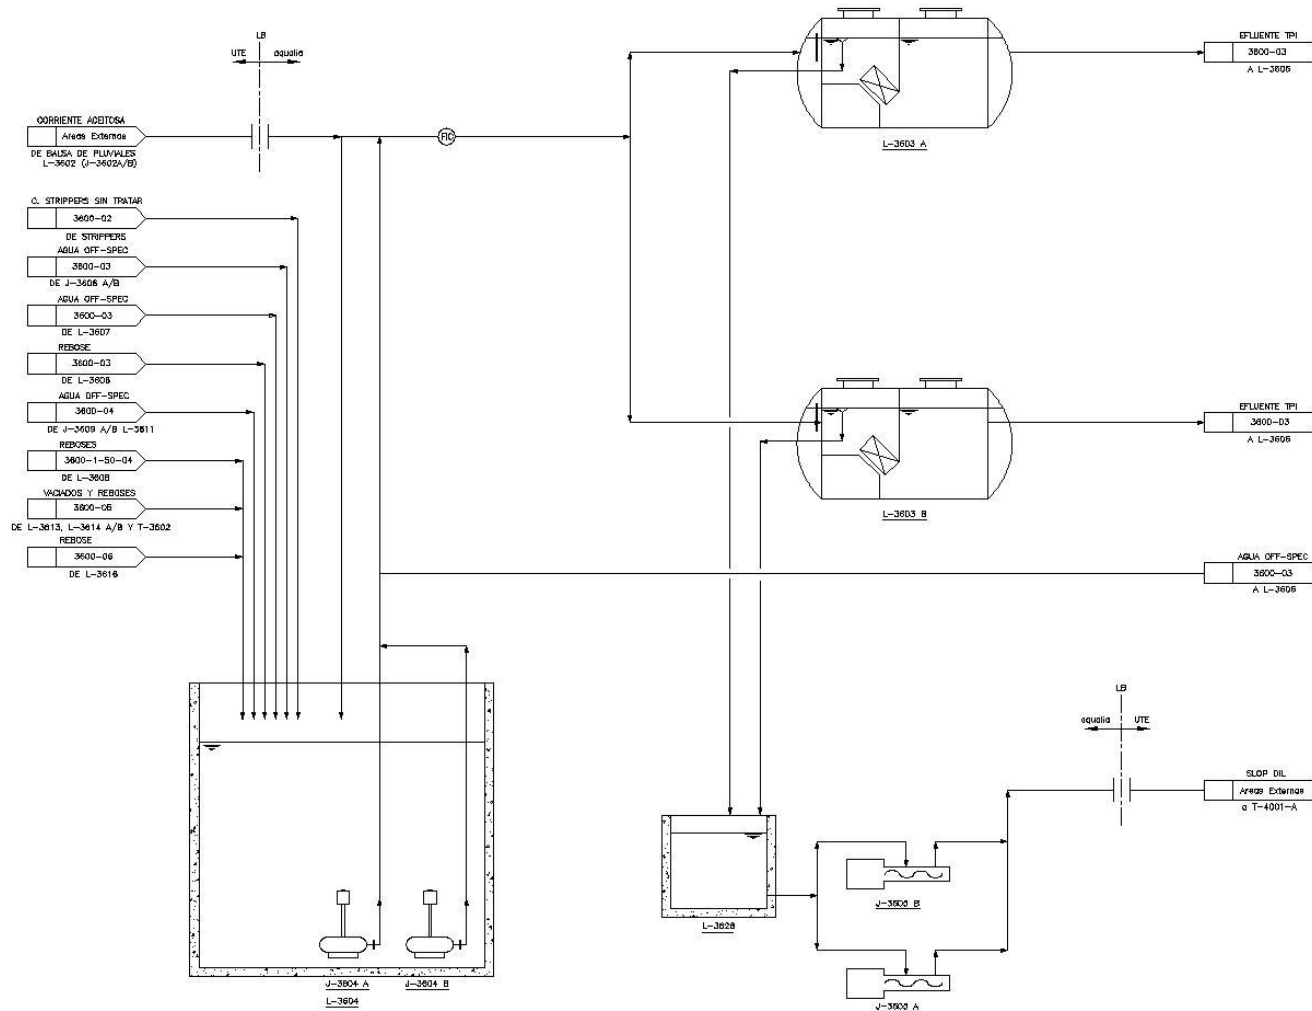 LB
UTE aqualia
CORRIENTE ACEITOSA
Areas Externas
DE BALSA DE PLUVIALES
L-3602 (J-3602A/B)
C. STRIPPERS SIN TRATAR
3600-02
DE STRIPPERS
AGUA OFF-SPEC
3600-03
DE J-3606 A/B
AGUA OFF-SPEC
3600-03
DE L-3607
REBOSE
3600-03
DE L-3606
AGUA OFF-SPEC
3600-04
DE J-3609 A/B L-3611
REBOSES
3600-1-50-04
DE L-3608
VACIADOS Y REBOSES
3600-05
DE L-3613, L-3614 A/B Y T-3602
REBOSE
3600-06
DE L-3616
FIC
L-3603 A
EFLUENTE TPI
3600-03
A L-3605
L-3603 B
EFLUENTE TPI
3600-03
A L-3605
AGUA OFF-SPEC
3600-03
A L-3605
LB
aqualia UTE
SLOP OIL
Areas Externas
a T-4001-A
J-3604 A
J-3604 B
L-3604
L-3628
J-3603 B
J-3603 A